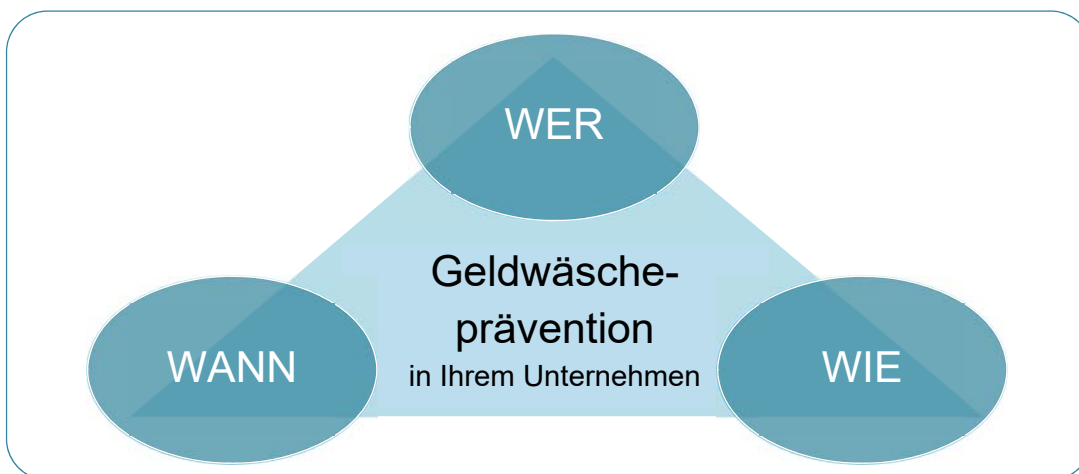 WER
Geldwäsche-
prävention
in Ihrem Unternehmen
WANN
WIE